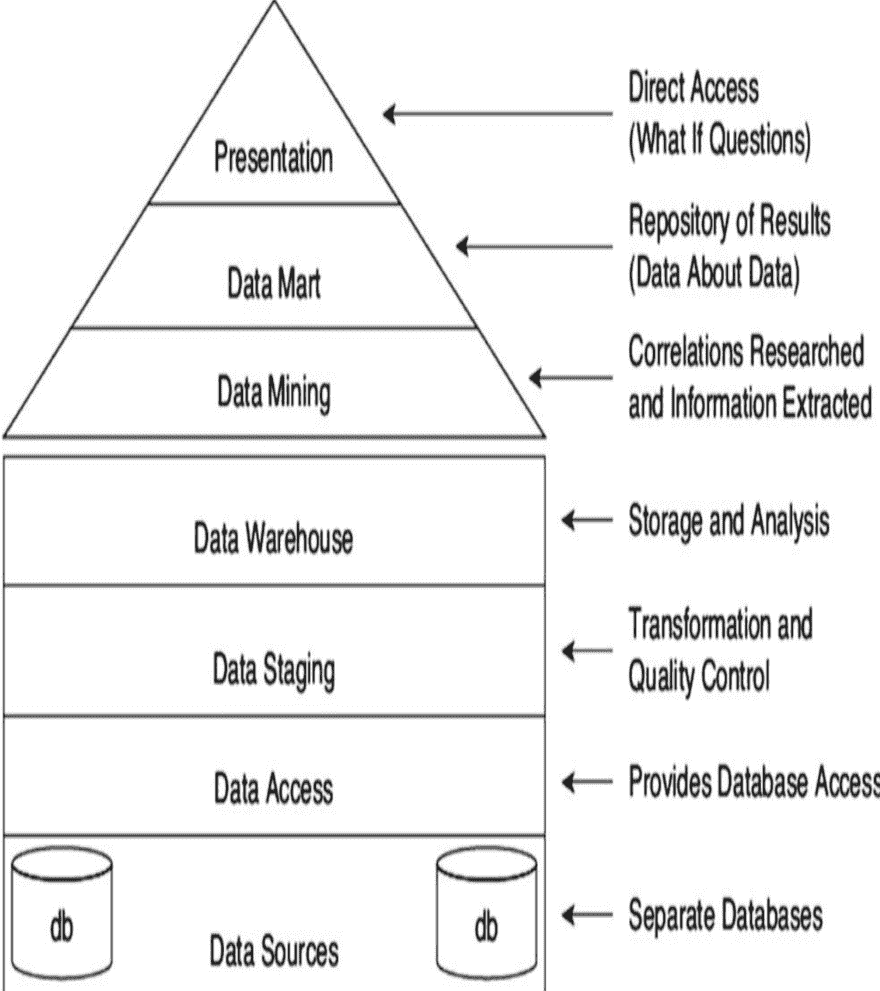 Direct Access
(What If Questions)
Presentation
Repository of Results
(Data About Data)
Data Mart
Correlations Researched
and Information Extracted
Data Mining
Storage and Analysis
Data Warehouse
Transformation and
Quality Control
Data Staging
Provides Database Access
Data Access
Separate Databases
db
db
Data Sources